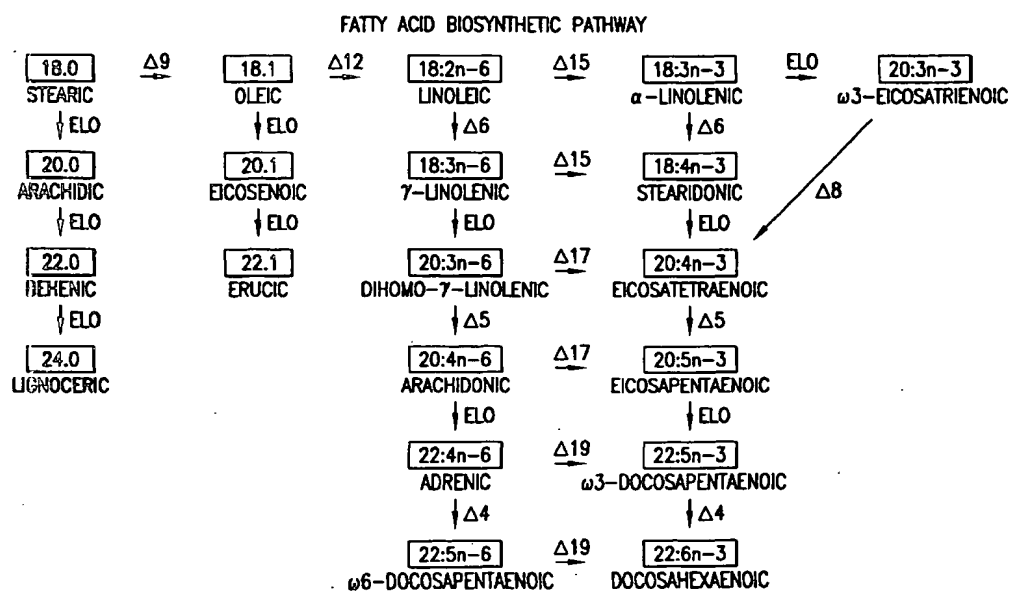 FATTY ACID BIOSYNTHETIC PATHWAY
18.0 Δ9 18.1 Δ12 18:2n-6 Δ15 18:3n-3 ELO 20:3n-3
STEARIC OLEIC LINOLEIC α-LINOLENIC ω3-EICOSATRIENOIC
ELO ELO Δ6 Δ6
20.0 20.1 18:3n-6 Δ15 18:4n-3
ARACHIDIC EICOSENOIC γ-LINOLENIC STEARIDONIC Δ8
ELO ELO ELO ELO
22.0 22.1 20:3n-6 Δ17 20:4n-3
DEHENIC ERUCIC DIHOMO-γ-LINOLENIC EICOSATETRAENOIC
ELO Δ5 Δ5
24.0 20:4n-6 Δ17 20:5n-3
LIGNOCERIC ARACHIDONIC EICOSAPENTAENOIC
ELO ELO
22:4n-6 Δ19 22:5n-3
ADRENIC ω3-DOCOSAPENTAENOIC
Δ4 Δ4
22:5n-6 Δ19 22:6n-3
ω6-DOCOSAPENTAENOIC DOCOSAHEXAENOIC